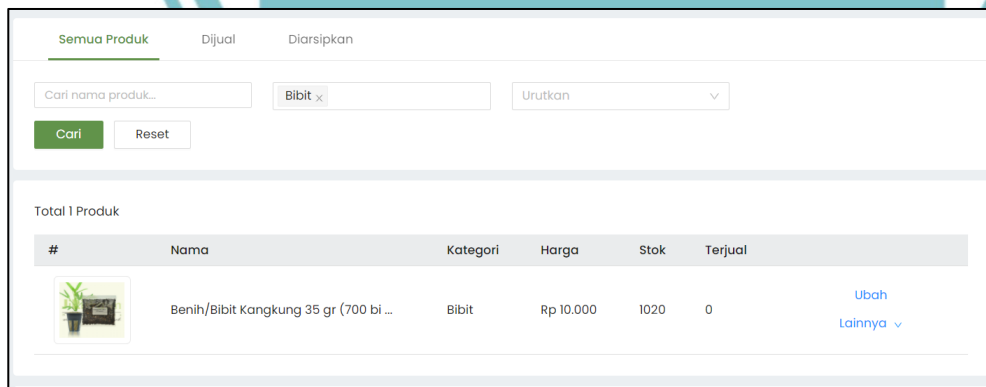 Semua Produk Dijual Diarsipkan
Cari nama produk... Bibit × Urutkan
Cari Reset
Total 1 Produk
# Nama Kategori Harga Stok Terjual
Benih/Bibit Kangkung 35 gr (700 bi ... Bibit Rp 10.000 1020 0 Ubah
Lainnya